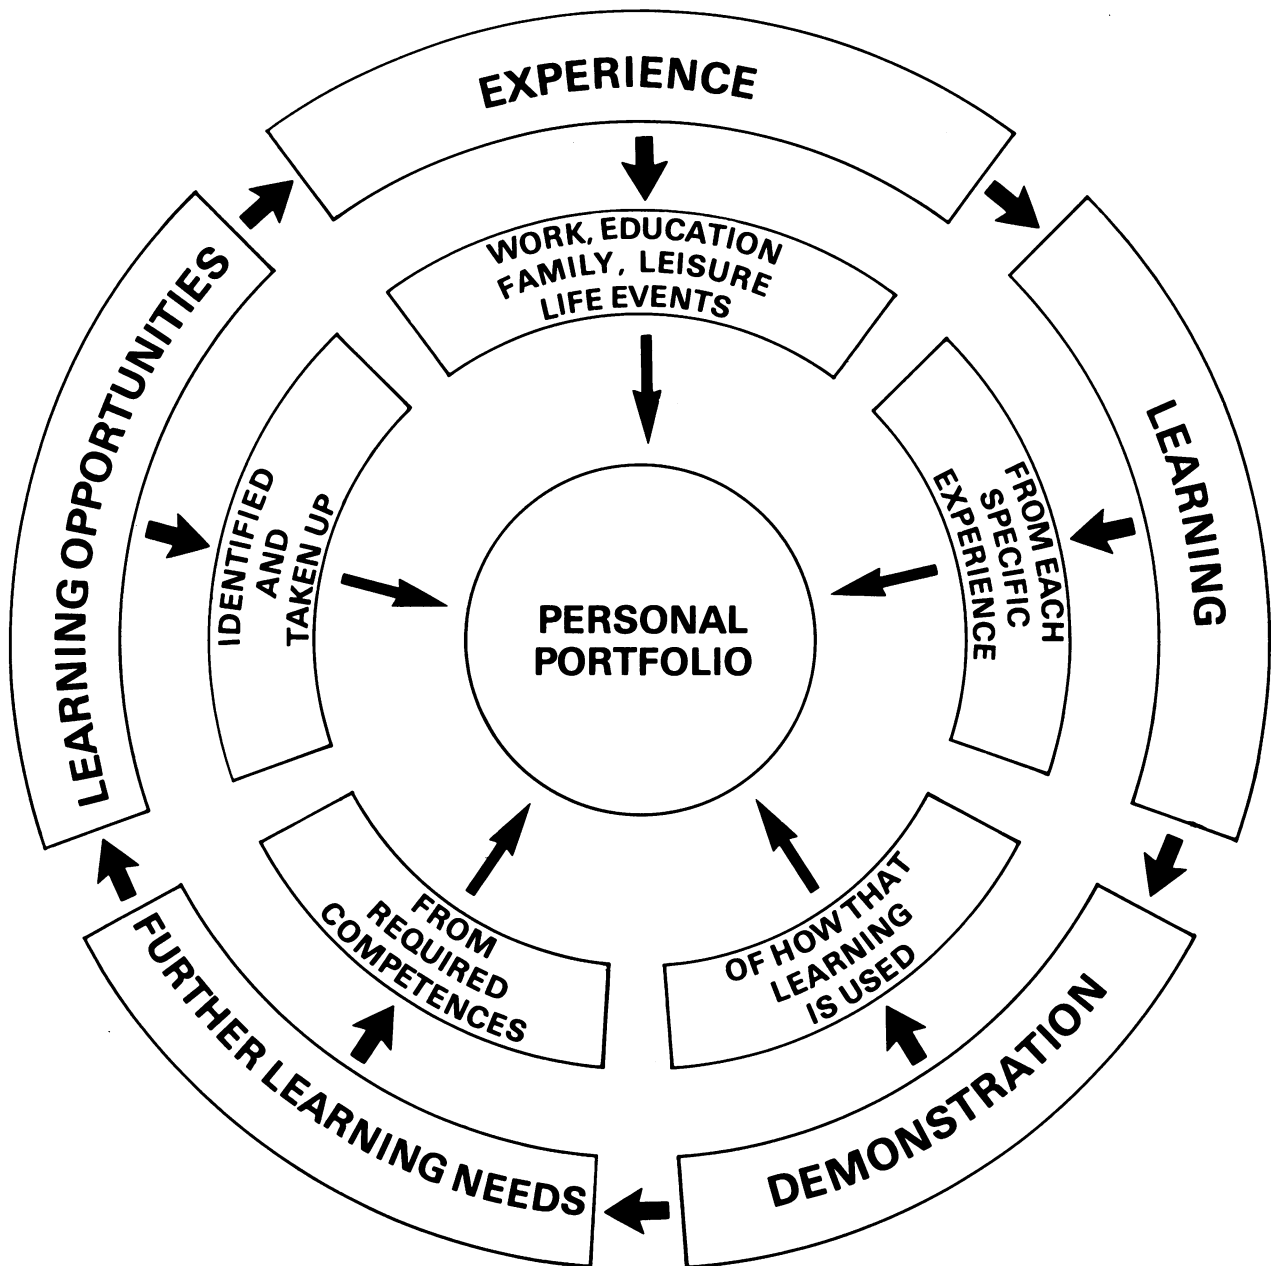 EXPERIENCE
WORK, EDUCATION
FAMILY, LEISURE
LIFE EVENTS
LEARNING
FROM EACH
SPECIFIC
EXPERIENCE
DEMONSTRATION
OF HOW THAT
LEARNING
IS USED
FURTHER LEARNING NEEDS
FROM
REQUIRED
COMPETENCES
LEARNING OPPORTUNITIES
IDENTIFIED
AND
TAKEN UP
PERSONAL
PORTFOLIO